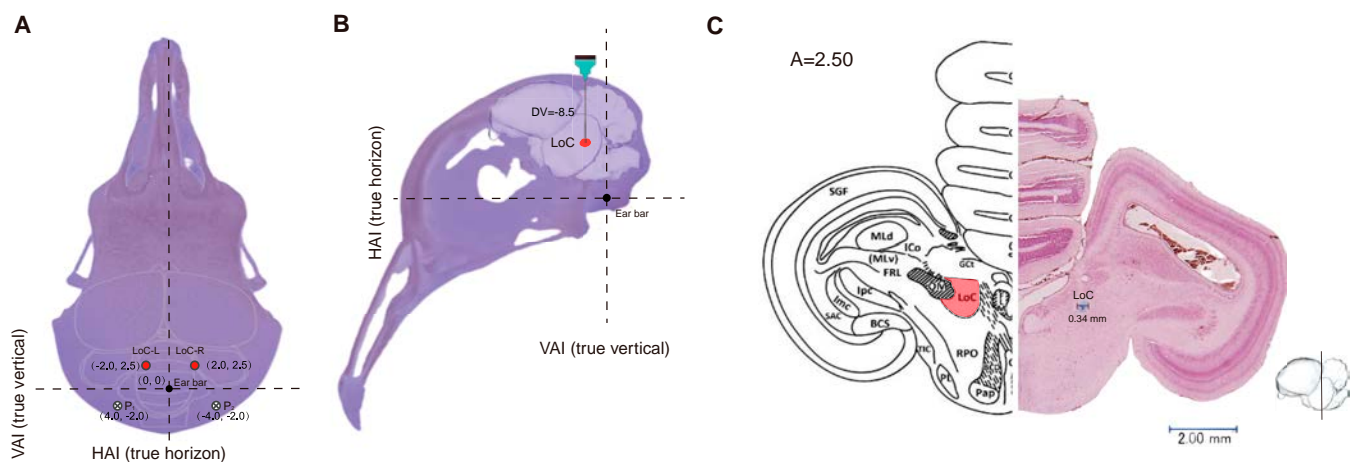 A
LoC-L
LoC-R
(-2.0, 2.5)
(2.0, 2.5)
(0, 0)
Ear bar
P
P
(4.0, -2.0)
(-4.0, -2.0)
VAI (true vertical)
HAI (true horizon)
B
DV=-8.5
LoC
HAI (true horizon)
Ear bar
VAI (true vertical)
C
A=2.50
SGF
MLd
ICo
(MLv)
GCt
FRL
OM
LoC
Ipc
Imc
SAC
BCS
TIC
RPO
PL
Pap
LoC
0.34 mm
2.00 mm